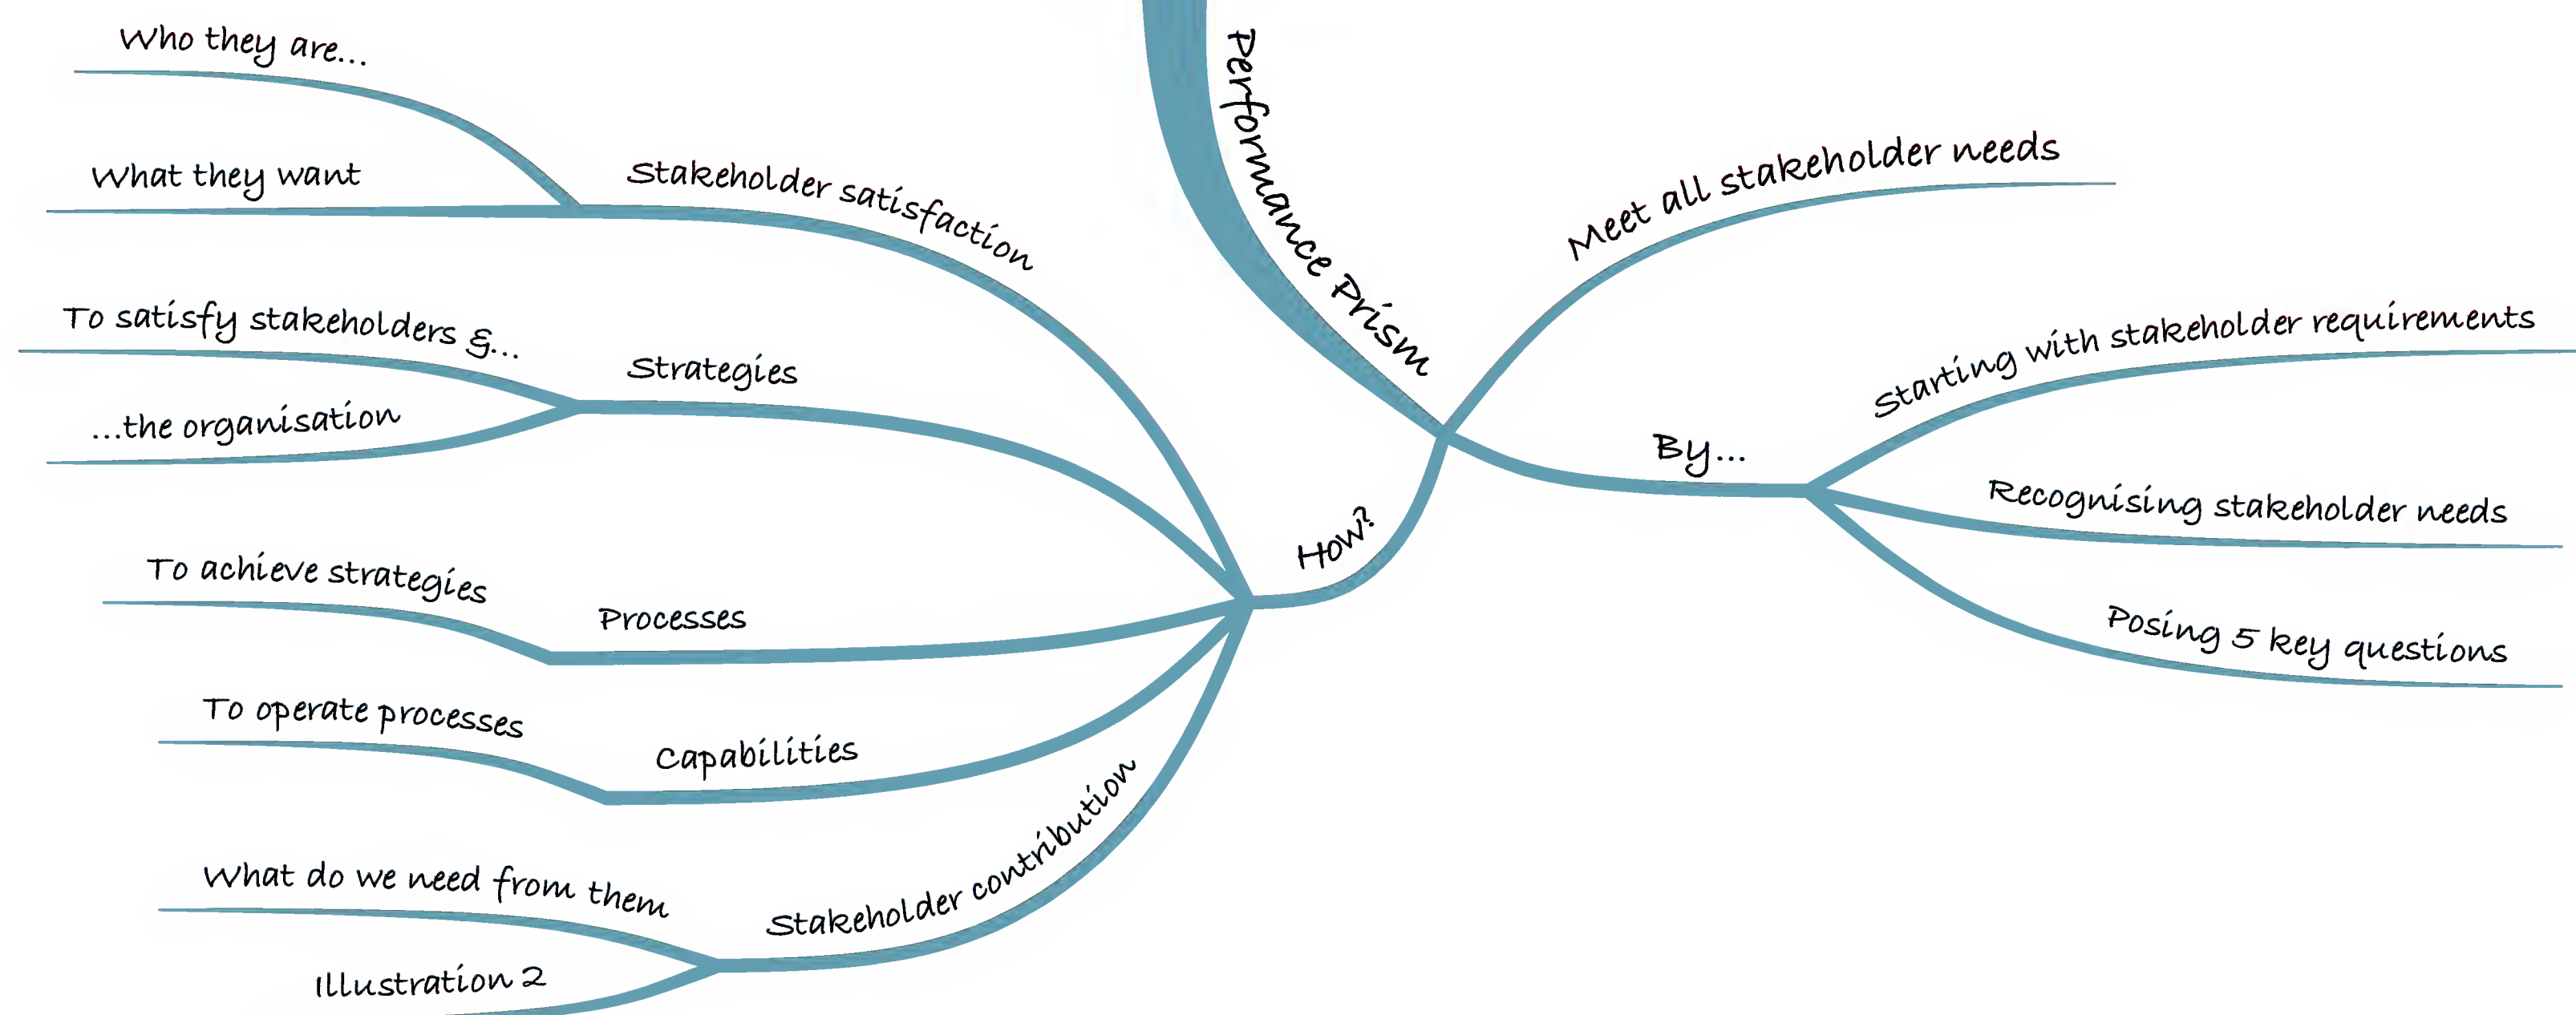 Performance Prism
Meet all stakeholder needs
By...
Starting with stakeholder requirements
Recognising stakeholder needs
Posing 5 key questions
How?
Stakeholder satisfaction
Who they are...
What they want
Strategies
To satisfy stakeholders &...
...the organisation
Processes
To achieve strategies
Capabilities
To operate processes
Stakeholder contribution
What do we need from them
Illustration 2